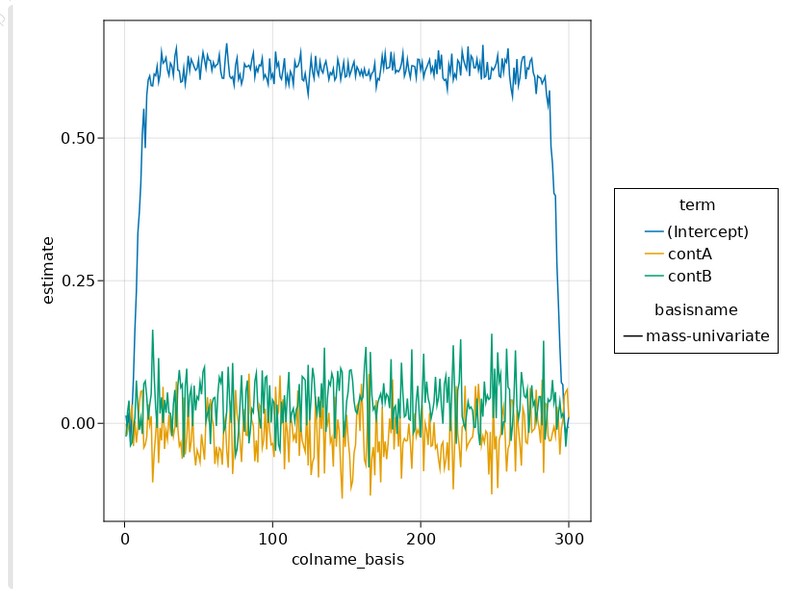 0.50
0.25
0.00
estimate
0
100
200
300
colname_basis
term
(Intercept)
contA
contB
basisname
mass-univariate